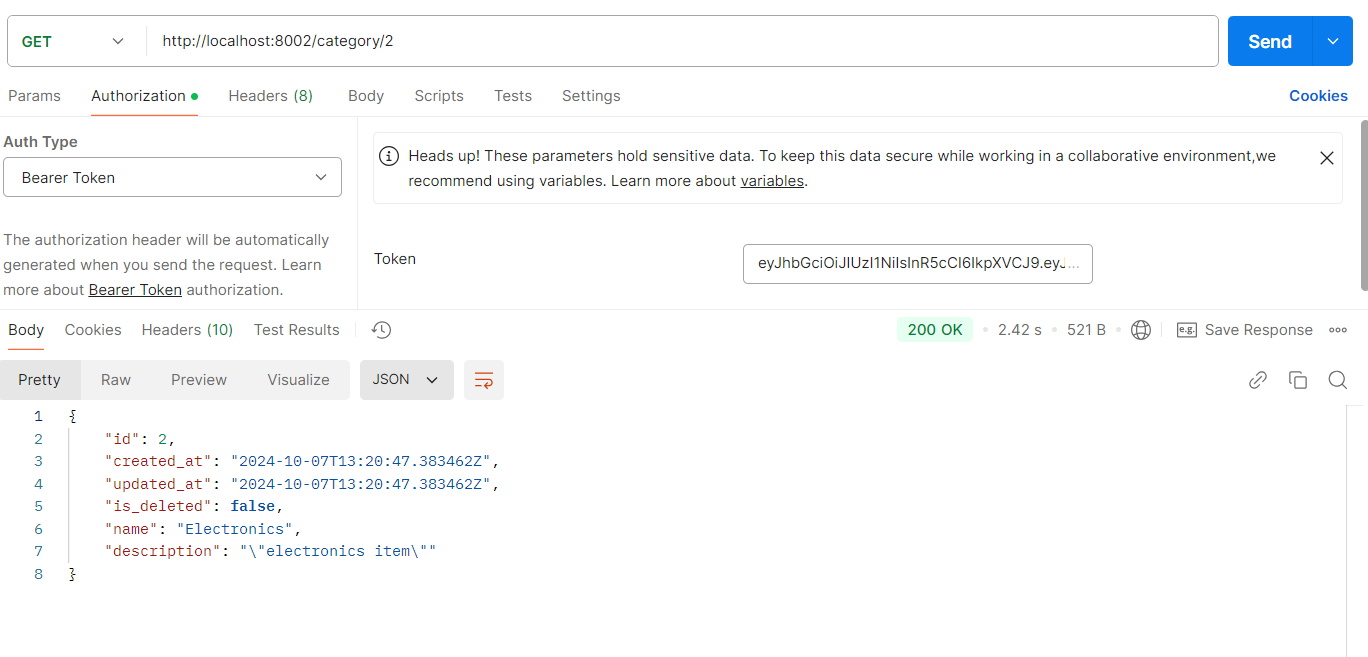 GET http://localhost:8002/category/2 Send
Params Authorization Headers (8) Body Scripts Tests Settings Cookies
Auth Type
Bearer Token
The authorization header will be automatically
generated when you send the request. Learn
more about Bearer Token authorization.
Heads up! These parameters hold sensitive data. To keep this data secure while working in a collaborative environment,we
recommend using variables. Learn more about variables.
Token eyJhbGciOiJIUzI1NiIsInR5cCI6IkpXVCJ9.eyJ...
Body Cookies Headers (10) Test Results 200 OK 2.42 s 521 B e.g. Save Response
Pretty Raw Preview Visualize JSON
1 {
2 "id": 2,
3 "created_at": "2024-10-07T13:20:47.383462Z",
4 "updated_at": "2024-10-07T13:20:47.383462Z",
5 "is_deleted": false,
6 "name": "Electronics",
7 "description": "\"electronics item\""
8 }